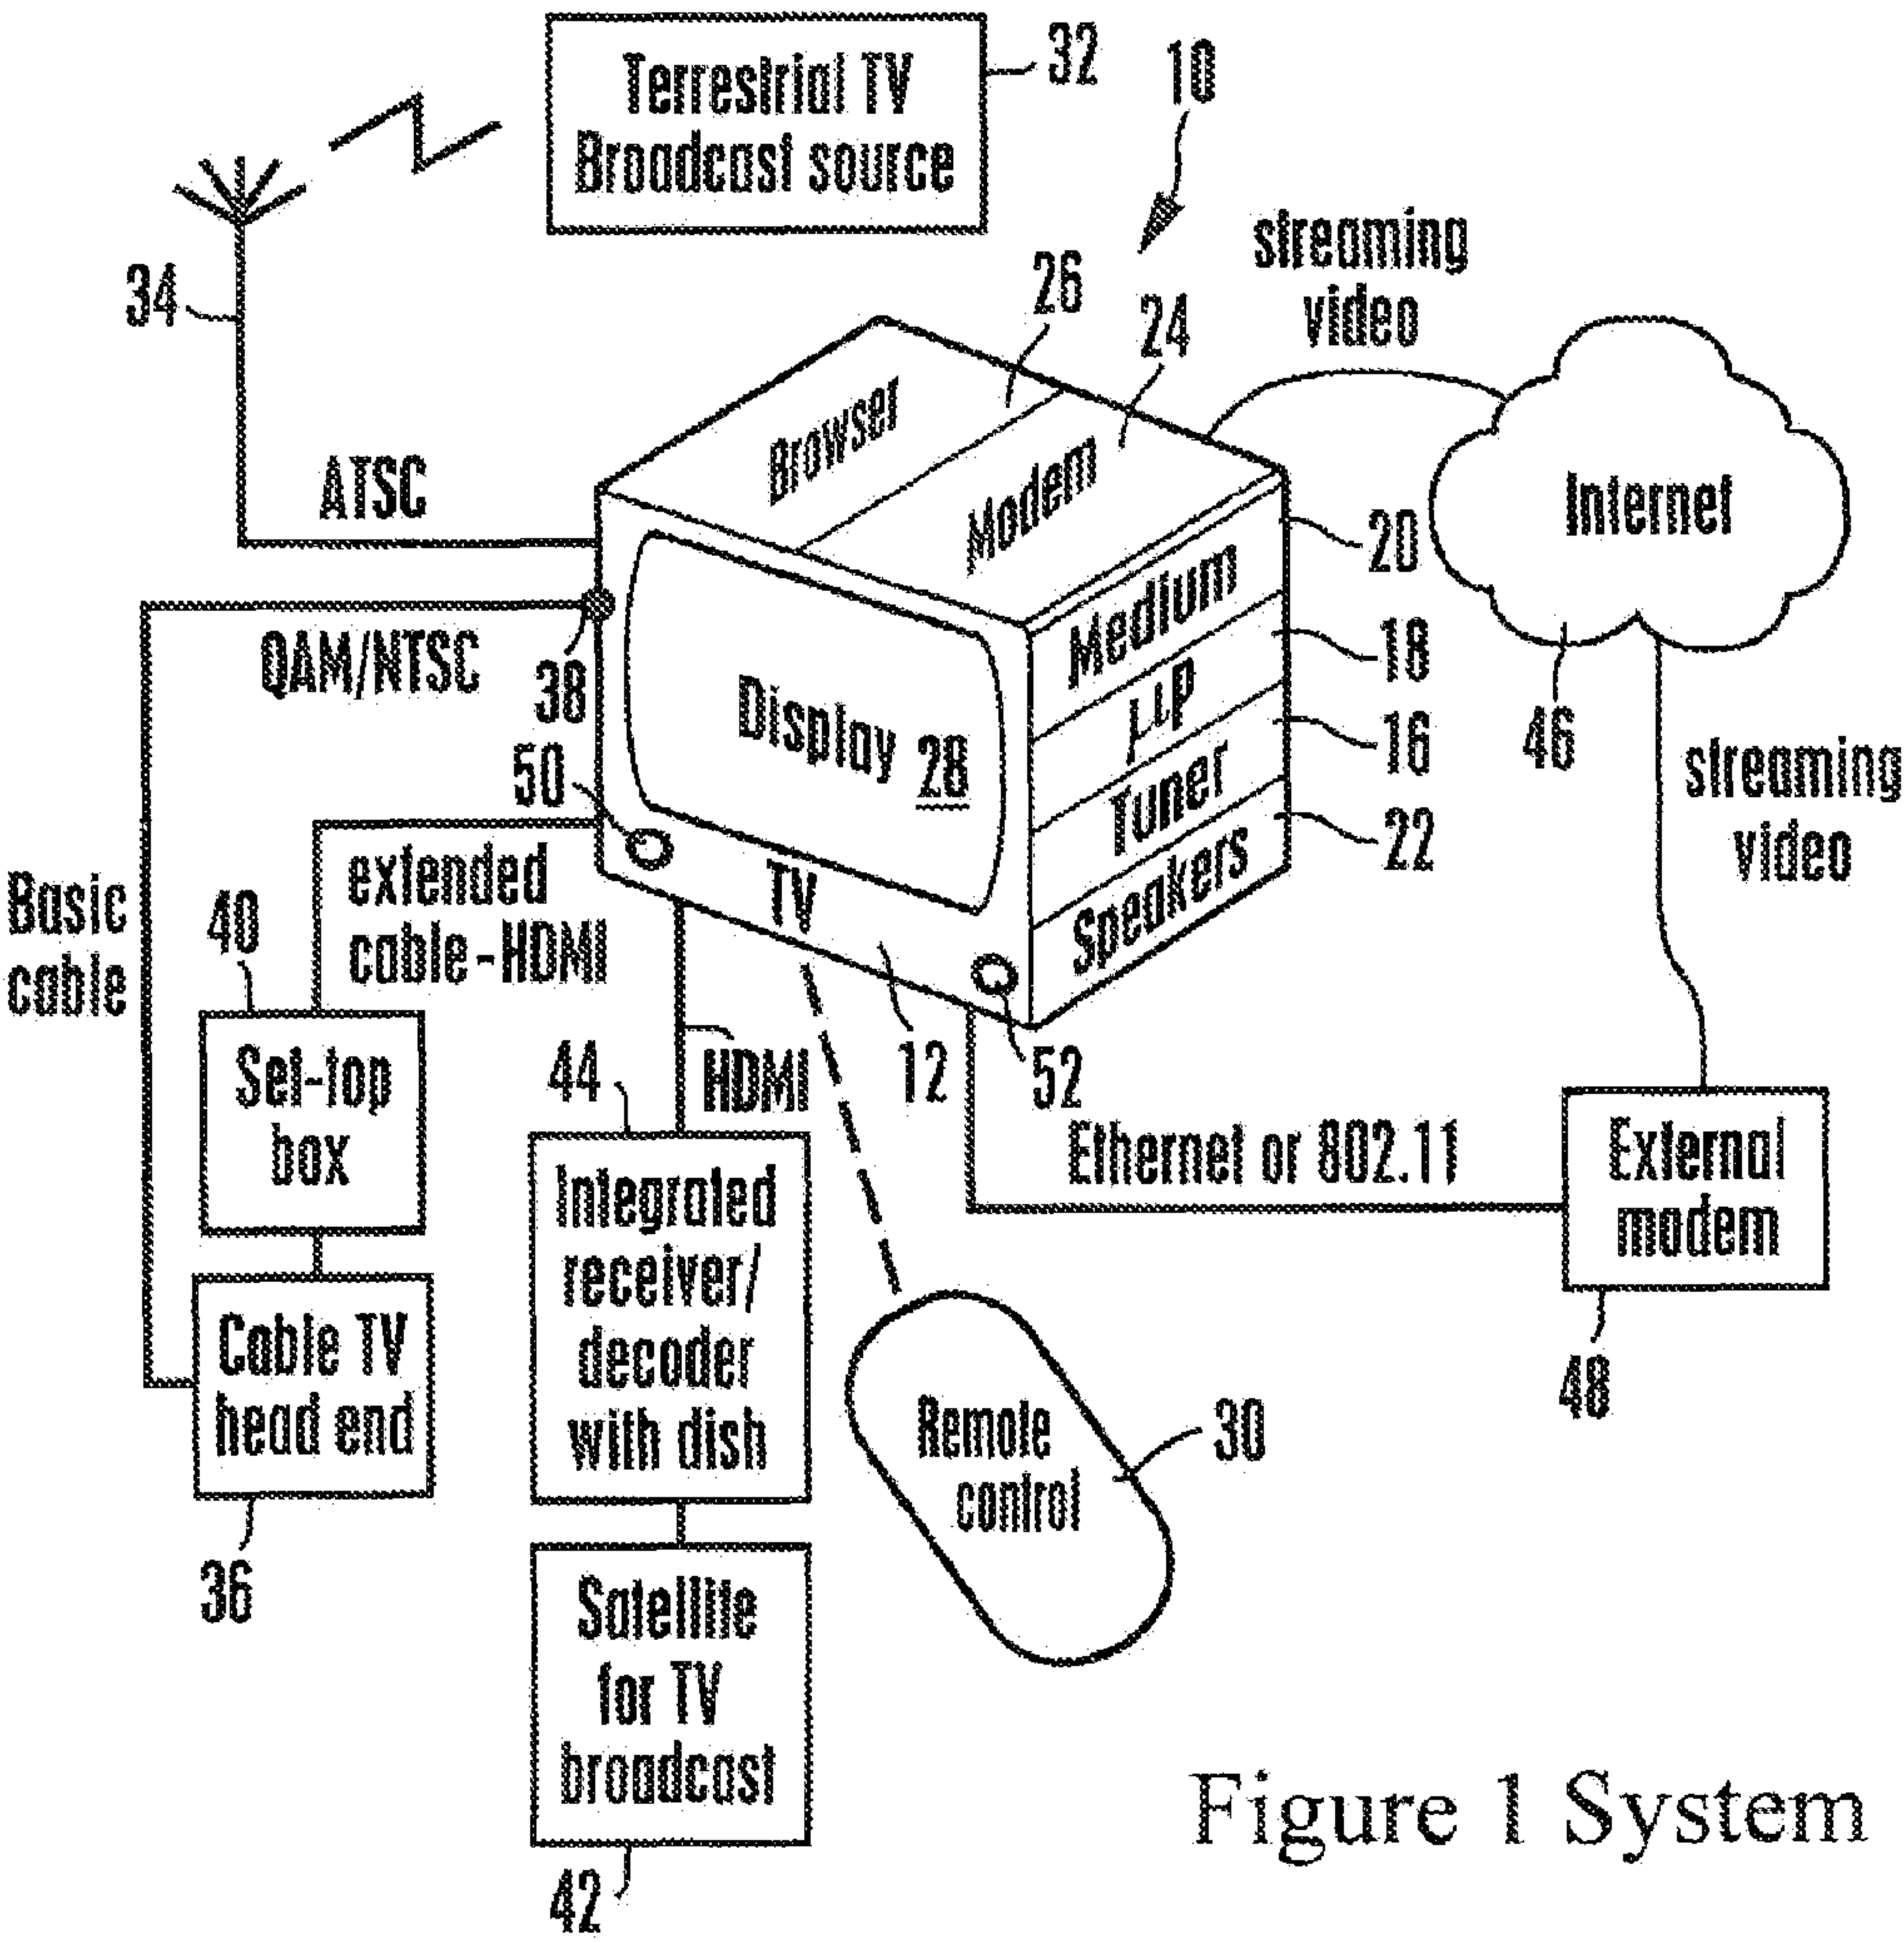 Terrestrial TV
Broadcast source
32
10
34
26
24
streaming
video
Browser
Modem
Internet
ATSC
20
Medium
QAM/NTSC
38
18
µP
16
46
Display 28
Tuner
streaming
video
50
22
Speakers
TV
extended
cable-HDMI
Basic
cable
40
12
52
HDMI
44
Set-top
box
Ethernet or 802.11
External
modem
Integrated
receiver/
decoder
with dish
Cable TV
head end
48
Remote
control
30
36
Satellite
for TV
broadcast
42
Figure 1 System